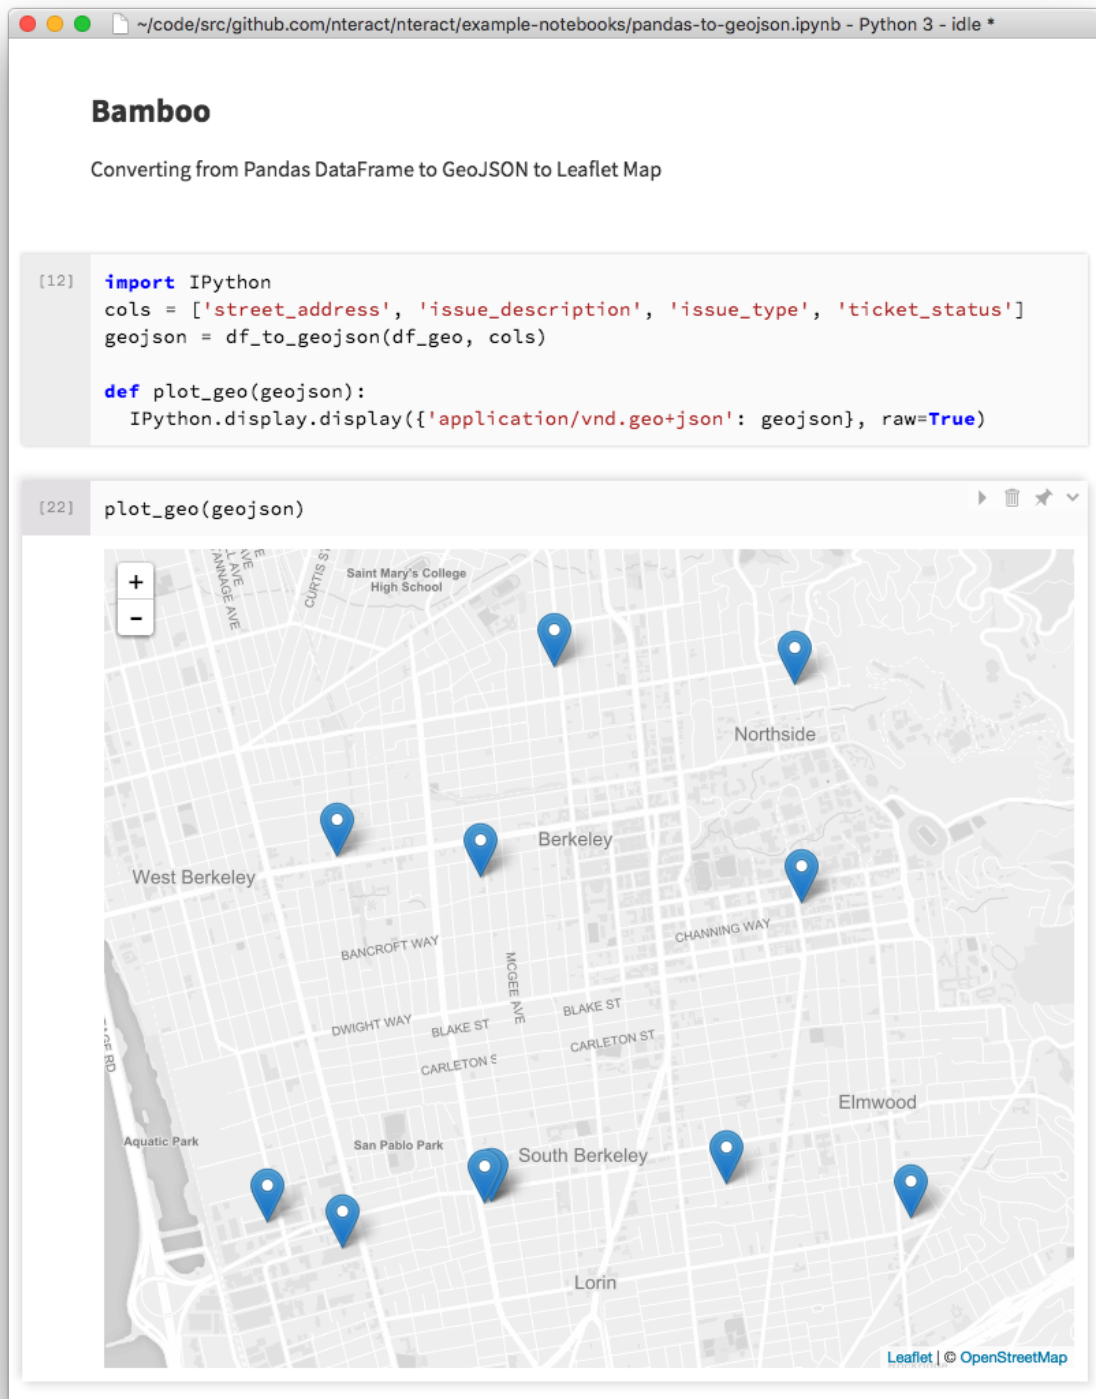 ~/code/src/github.com/nteract/nteract/example-notebooks/pandas-to-geojson.ipynb - Python 3 - idle *
Bamboo
Converting from Pandas DataFrame to GeoJSON to Leaflet Map
[12]
import IPython
cols = ['street_address', 'issue_description', 'issue_type', 'ticket_status']
geojson = df_to_geojson(df_geo, cols)
def plot_geo(geojson):
  IPython.display.display({'application/vnd.geo+json': geojson}, raw=True)
[22]
plot_geo(geojson)
+
-
CURTIS
Saint Mary's College
High School
Northside
Berkeley
West Berkeley
CHANNING WAY
BANCROFT WAY
MCGEE AVE
BLAKE ST
DWIGHT WAY
BLAKE ST
CARLETON ST
CARLETON S
RD
Elmwood
Aquatic Park
San Pablo Park
South Berkeley
Lorin
Leaflet | © OpenStreetMap